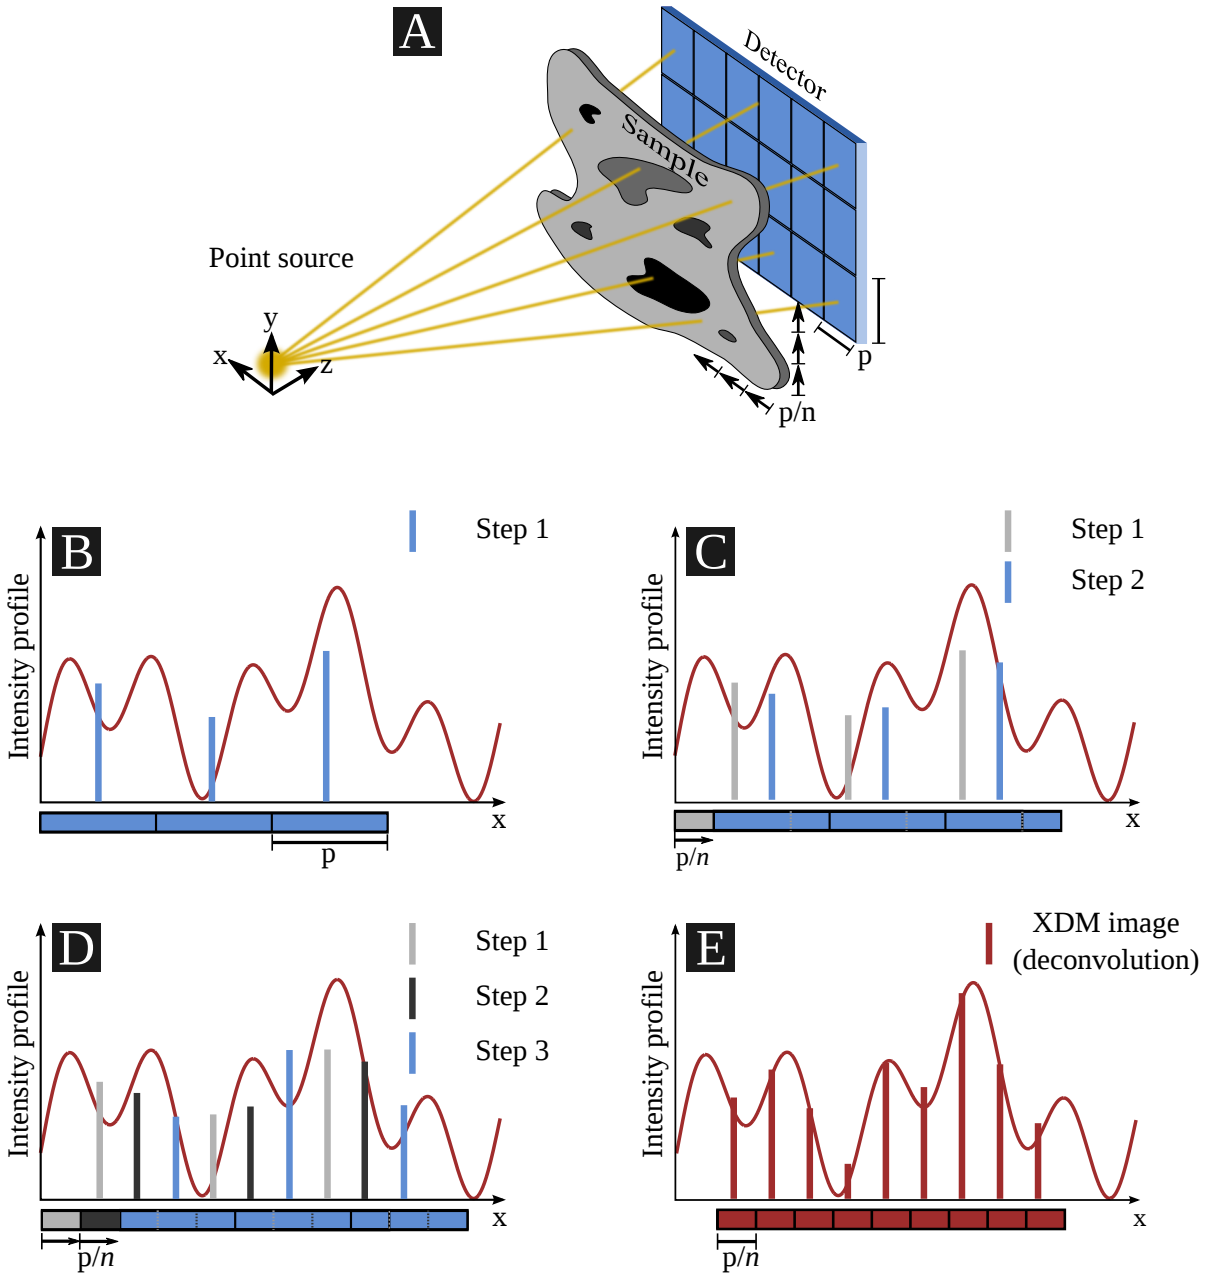 A
Detector
Sample
Point source
y
x
z
p
p/n
B
Step 1
Intensity profile
x
p
C
Step 1
Step 2
Intensity profile
x
p/n
D
Step 1
Step 2
Step 3
Intensity profile
x
p/n
E
XDM image
(deconvolution)
Intensity profile
x
p/n